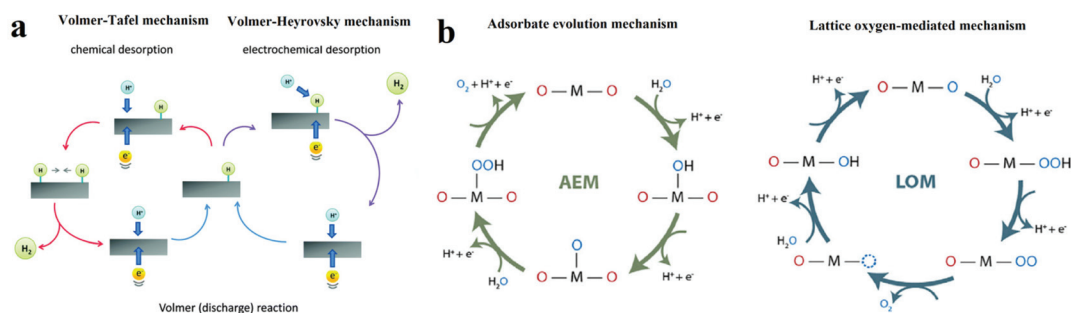 a
Volmer-Tafel mechanism
Volmer-Heyrovsky mechanism
chemical desorption
electrochemical desorption
H⁺
H
H⁺
H
H₂
e⁻
e⁻
H
H
H
H⁺
H⁺
H₂
e⁻
e⁻
Volmer (discharge) reaction
b
Adsorbate evolution mechanism
O₂ + H⁺ + e⁻
O — M — O
H₂O
H⁺ + e⁻
OOH
O — M — O
AEM
OH
O — M — O
H⁺ + e⁻
H₂O
O
O — M — O
H⁺ + e⁻
Lattice oxygen-mediated mechanism
H⁺ + e⁻
O — M — O
H₂O
H⁺ + e⁻
O — M — OH
LOM
O — M — OOH
H⁺ + e⁻
H₂O
H⁺ + e⁻
O — M —
O — M — OO
O₂